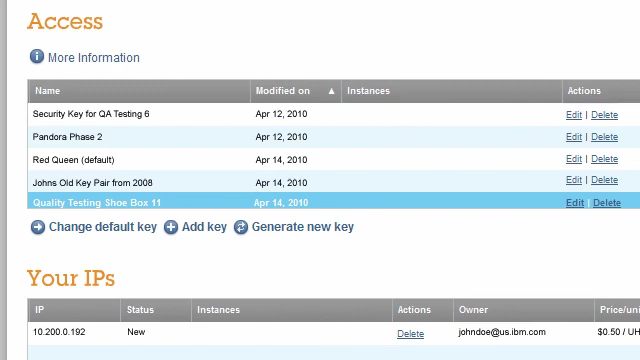 Access
More Information
Name Modified on Instances Actions
Security Key for QA Testing 6 Apr 12, 2010 Edit | Delete
Pandora Phase 2 Apr 12, 2010 Edit | Delete
Red Queen (default) Apr 14, 2010 Edit | Delete
Johns Old Key Pair from 2008 Apr 14, 2010 Edit | Delete
Quality Testing Shoe Box 11 Apr 14, 2010 Edit | Delete
Change default key Add key Generate new key
Your IPs
IP Status Instances Actions Owner Price/uni
10.200.0.192 New Delete johndoe@us.ibm.com $0.50 / UH